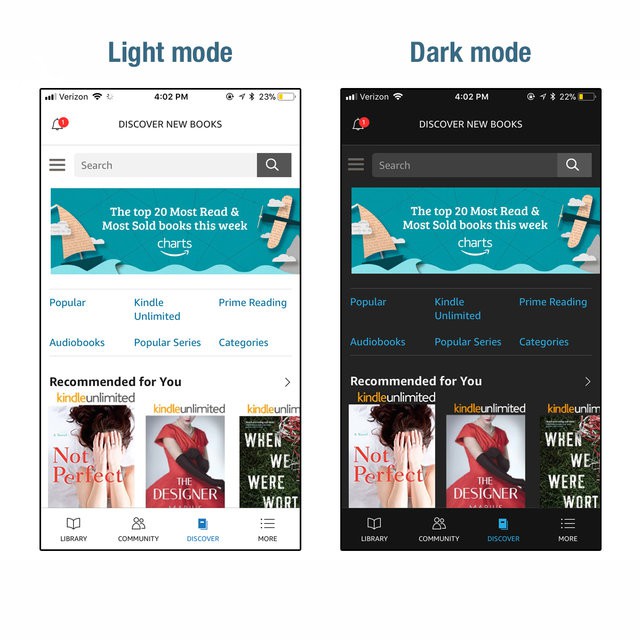 Light mode
Dark mode
Verizon 4:02 PM 23%
1
DISCOVER NEW BOOKS
Search
The top 20 Most Read &
Most Sold books this week
charts
Popular Kindle Unlimited Prime Reading
Audiobooks Popular Series Categories
Recommended for You
kindleunlimited
a Novel
Not
Perfect
kindleunlimited
THE
DESIGNER
MARIUS
kindleunlim
WHEN
WE
WERE
WORT
LIBRARY COMMUNITY DISCOVER MORE
Verizon 4:02 PM 22%
1
DISCOVER NEW BOOKS
Search
The top 20 Most Read &
Most Sold books this week
charts
Popular Kindle Unlimited Prime Reading
Audiobooks Popular Series Categories
Recommended for You
kindleunlimited
a Novel
Not
Perfect
kindleunlimited
THE
DESIGNER
MARIUS
kindleunlim
WHEN
WE
WERE
WORT
LIBRARY COMMUNITY DISCOVER MORE